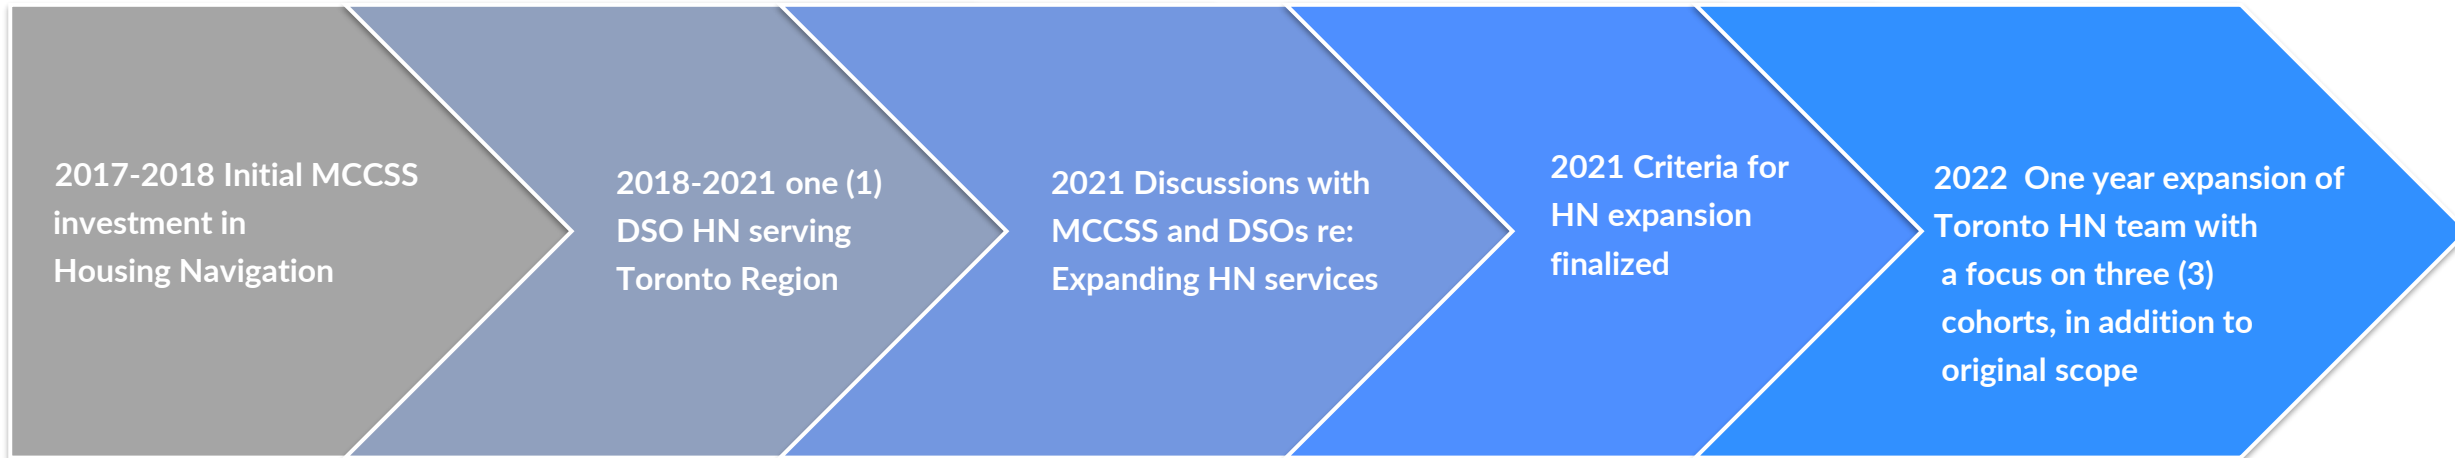 2017-2018 Initial MCCSS
investment in
Housing Navigation
2018-2021 one (1)
DSO HN serving
Toronto Region
2021 Discussions with
MCCSS and DSOs re:
Expanding HN services
2021 Criteria for
HN expansion
finalized
2022  One year expansion of
Toronto HN team with
a focus on three (3)
cohorts, in addition to
original scope